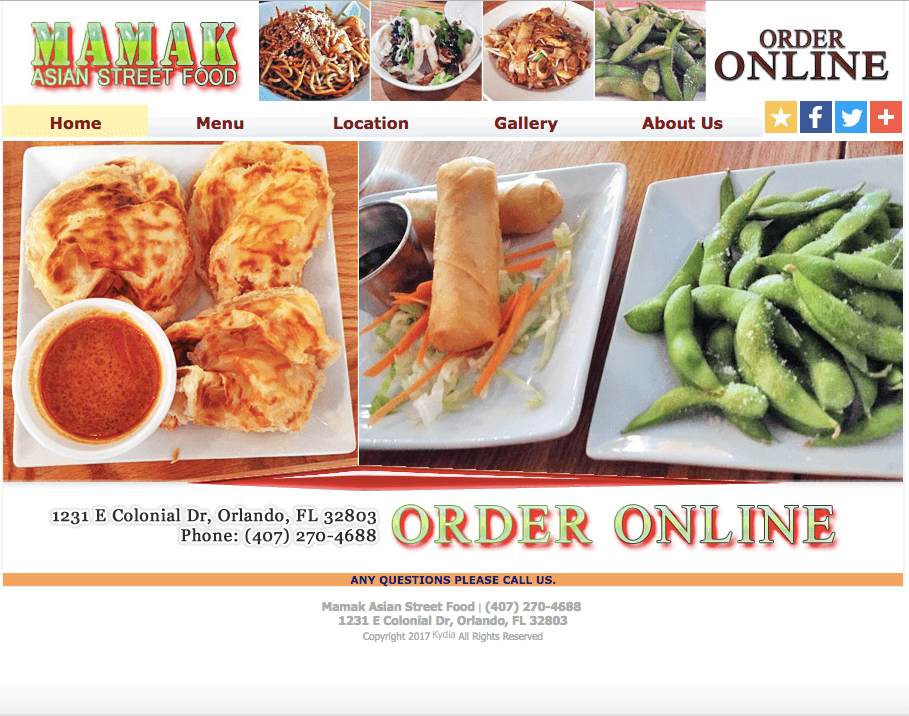 MAMAK
ASIAN STREET FOOD
ORDER
ONLINE
Home Menu Location Gallery About Us
1231 E Colonial Dr, Orlando, FL 32803
Phone: (407) 270-4688
ORDER ONLINE
ANY QUESTIONS PLEASE CALL US.
Mamak Asian Street Food | (407) 270-4688
1231 E Colonial Dr, Orlando, FL 32803
Copyright 2017 Kydia All Rights Reserved